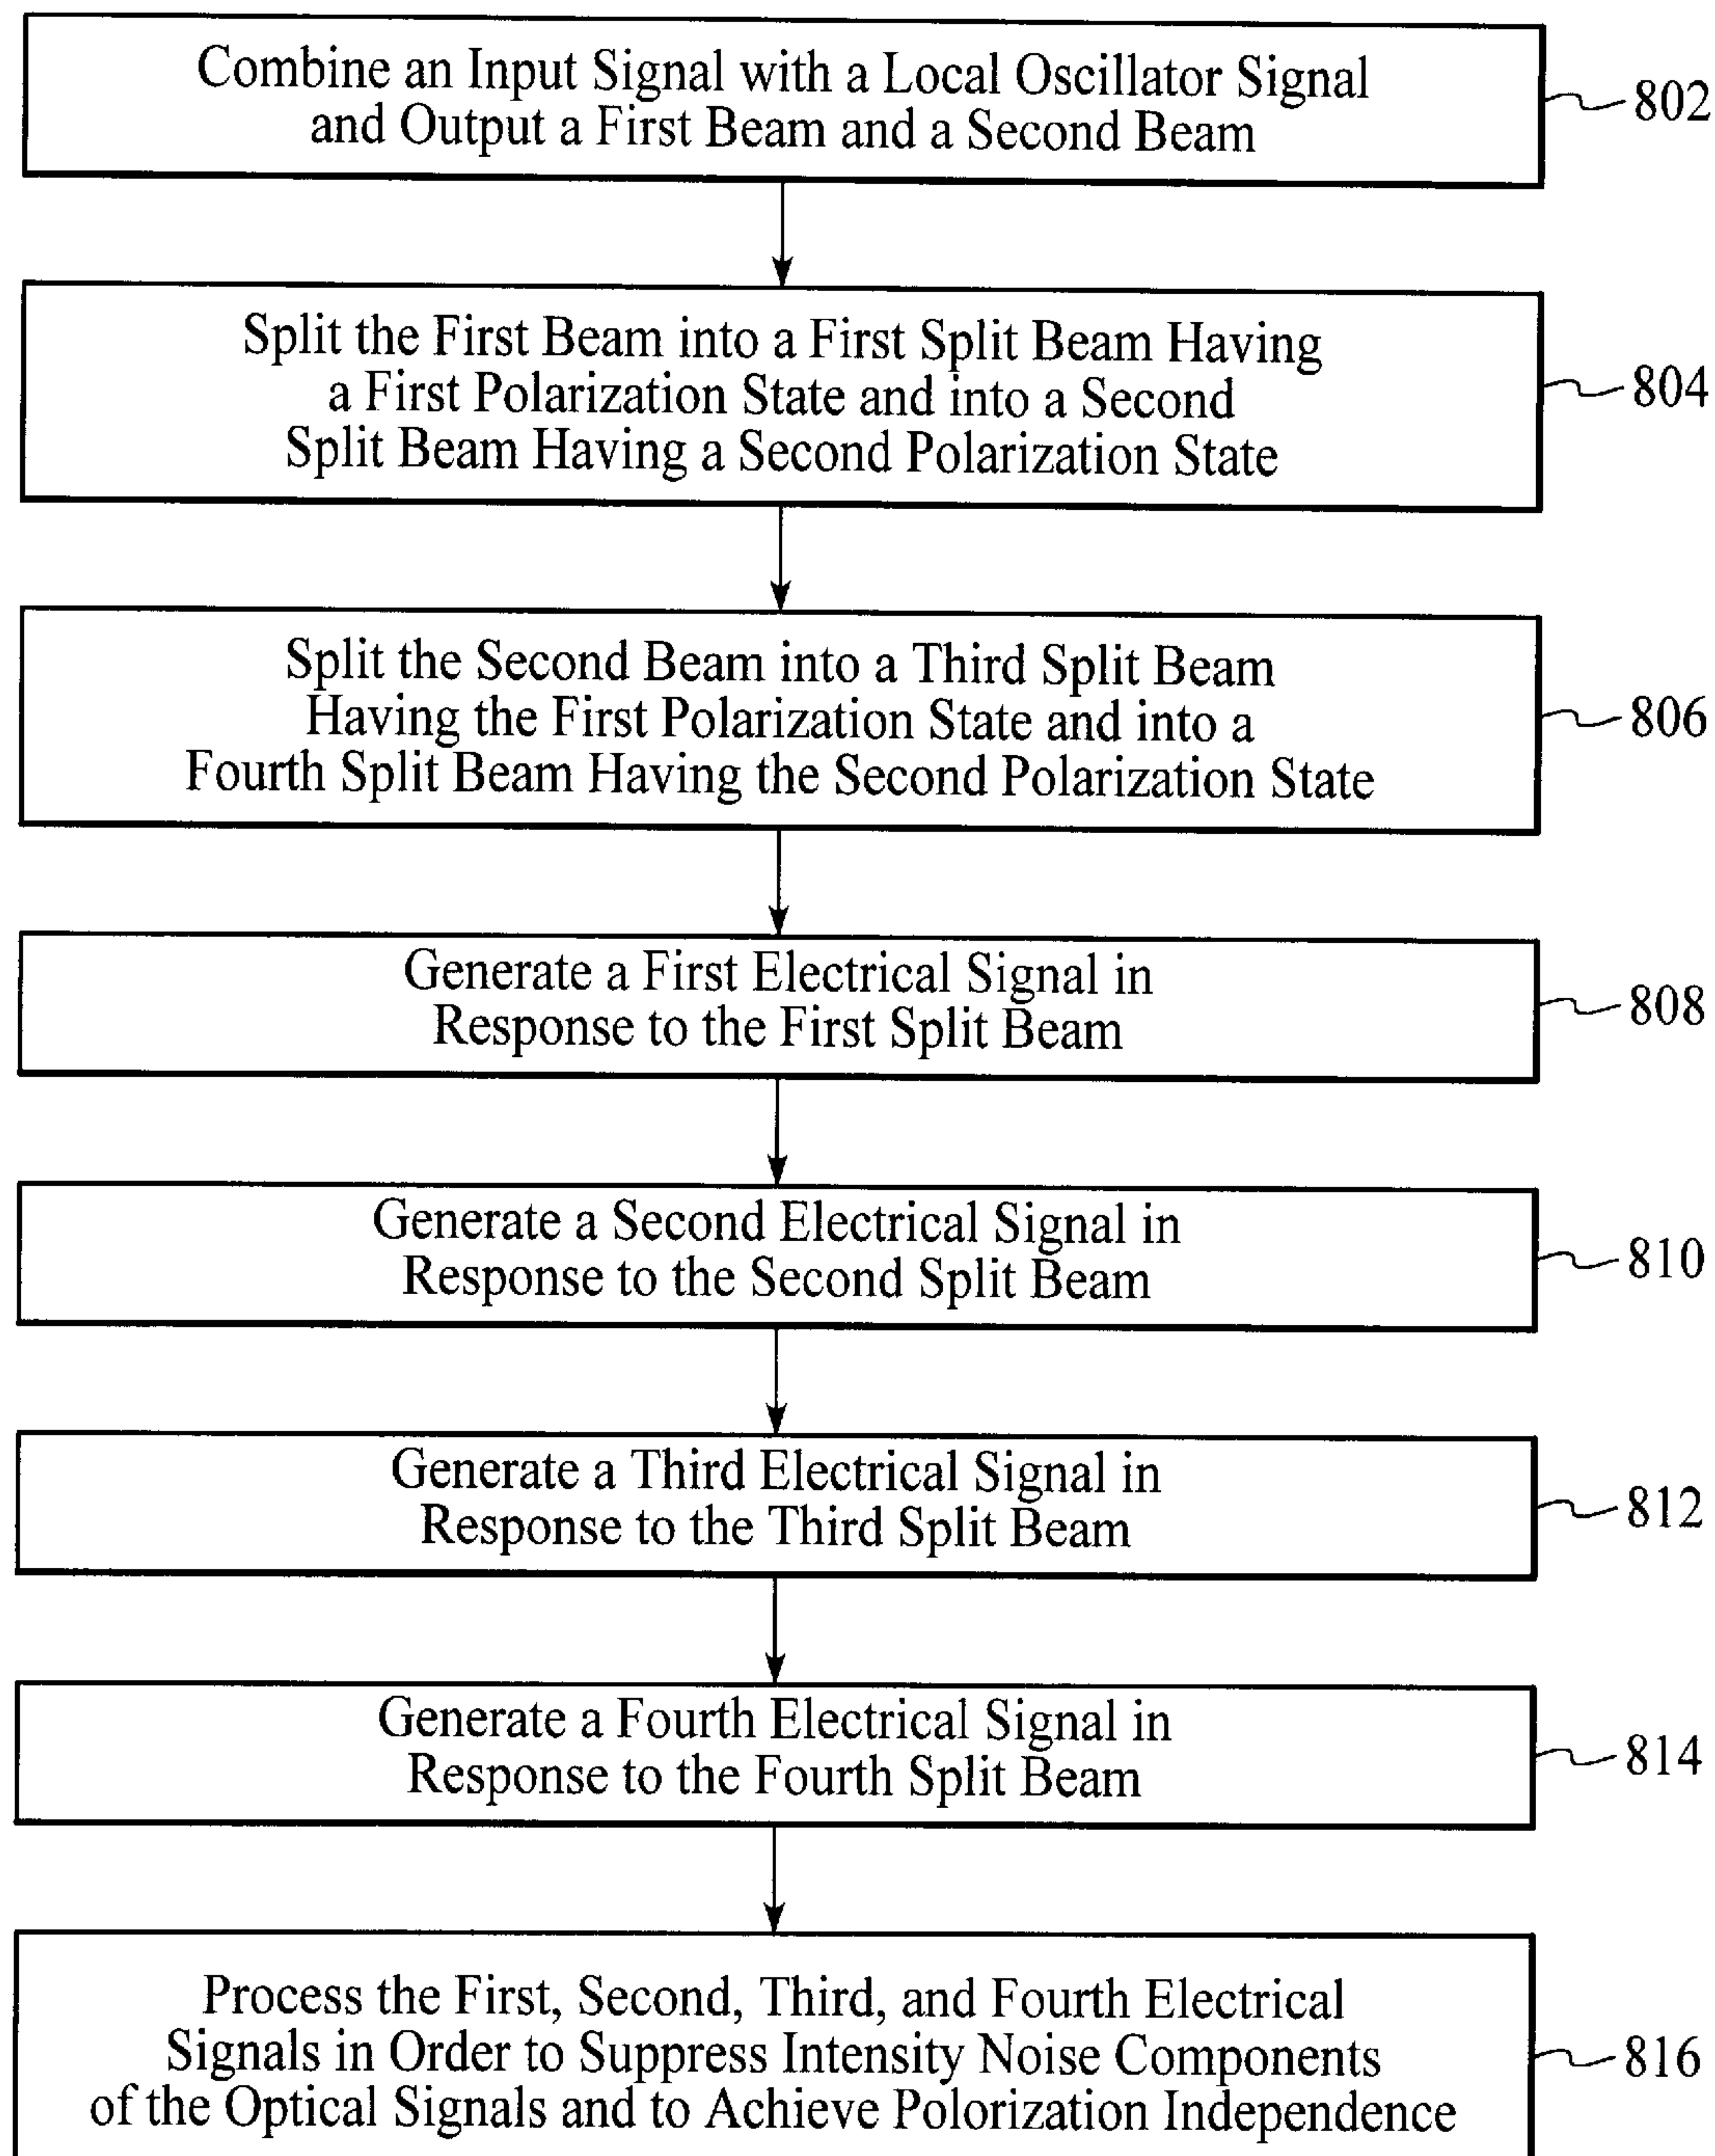 Combine an Input Signal with a Local Oscillator Signal
and Output a First Beam and a Second Beam
802
Split the First Beam into a First Split Beam Having
a First Polarization State and into a Second
Split Beam Having a Second Polarization State
804
Split the Second Beam into a Third Split Beam
Having the First Polarization State and into a
Fourth Split Beam Having the Second Polarization State
806
Generate a First Electrical Signal in
Response to the First Split Beam
808
Generate a Second Electrical Signal in
Response to the Second Split Beam
810
Generate a Third Electrical Signal in
Response to the Third Split Beam
812
Generate a Fourth Electrical Signal in
Response to the Fourth Split Beam
814
Process the First, Second, Third, and Fourth Electrical
Signals in Order to Suppress Intensity Noise Components
of the Optical Signals and to Achieve Polorization Independence
816